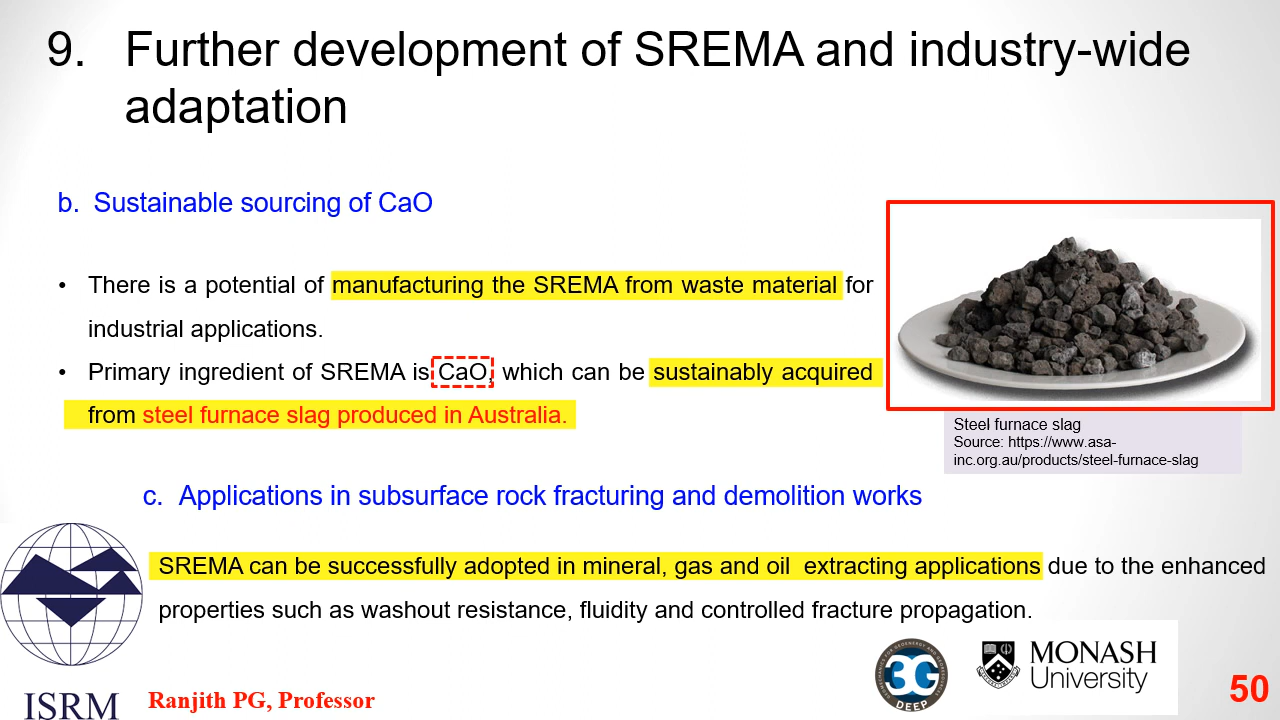 9. Further development of SREMA and industry-wide
adaptation
b. Sustainable sourcing of CaO
• There is a potential of manufacturing the SREMA from waste material for
industrial applications.
• Primary ingredient of SREMA is CaO, which can be sustainably acquired
from steel furnace slag produced in Australia.
Steel furnace slag
Source: https://www.asa-
inc.org.au/products/steel-furnace-slag
c. Applications in subsurface rock fracturing and demolition works
SREMA can be successfully adopted in mineral, gas and oil extracting applications due to the enhanced
properties such as washout resistance, fluidity and controlled fracture propagation.
ISRM
Ranjith PG, Professor
3G
DEEP
MONASH
University
50